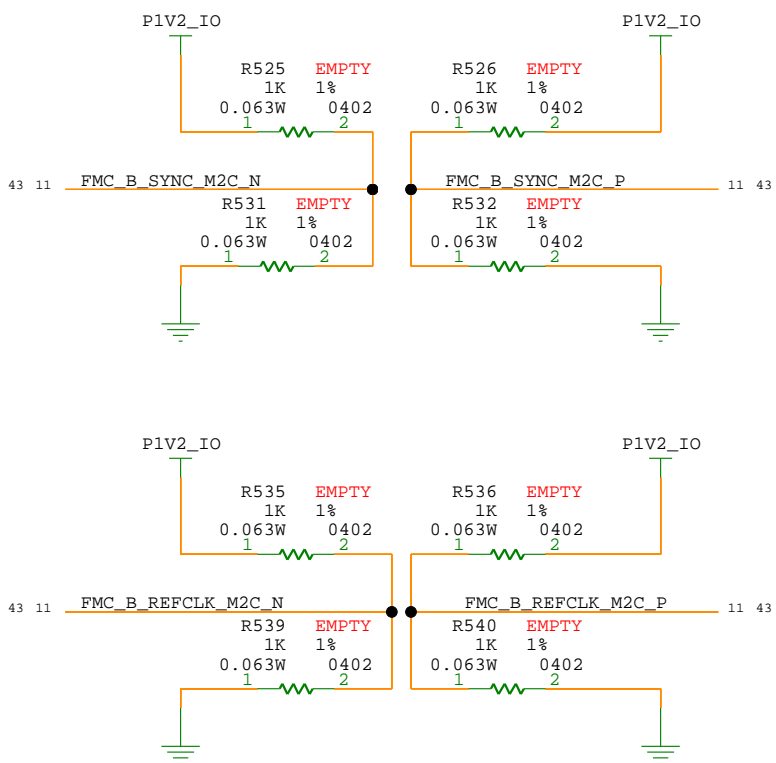 P1V2_IO P1V2_IO
R525 EMPTY R526 EMPTY
1K 1% 1K 1%
0.063W 0402 0.063W 0402
1 2 1 2
43 11 FMC_B_SYNC_M2C_N FMC_B_SYNC_M2C_P 11 43
R531 EMPTY R532 EMPTY
1K 1% 1K 1%
0.063W 0402 0.063W 0402
1 2 1 2
P1V2_IO P1V2_IO
R535 EMPTY R536 EMPTY
1K 1% 1K 1%
0.063W 0402 0.063W 0402
1 2 1 2
43 11 FMC_B_REFCLK_M2C_N FMC_B_REFCLK_M2C_P 11 43
R539 EMPTY R540 EMPTY
1K 1% 1K 1%
0.063W 0402 0.063W 0402
1 2 1 2